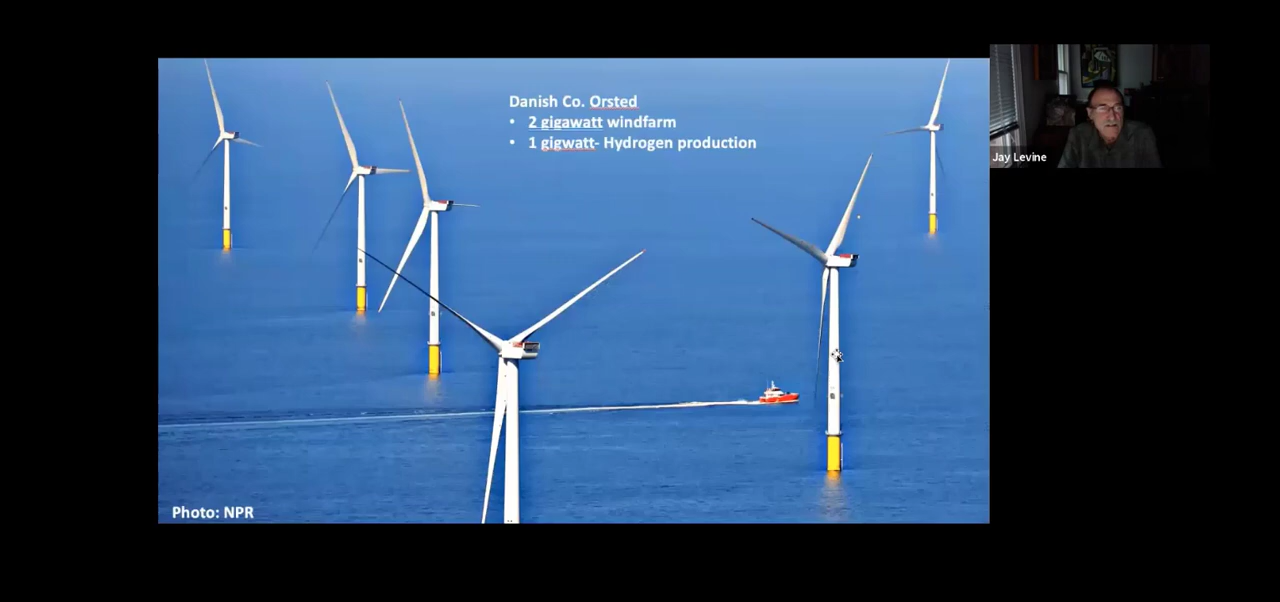 Danish Co. Orsted
• 2 gigawatt windfarm
• 1 gigwatt- Hydrogen production
Jay Levine
Photo: NPR